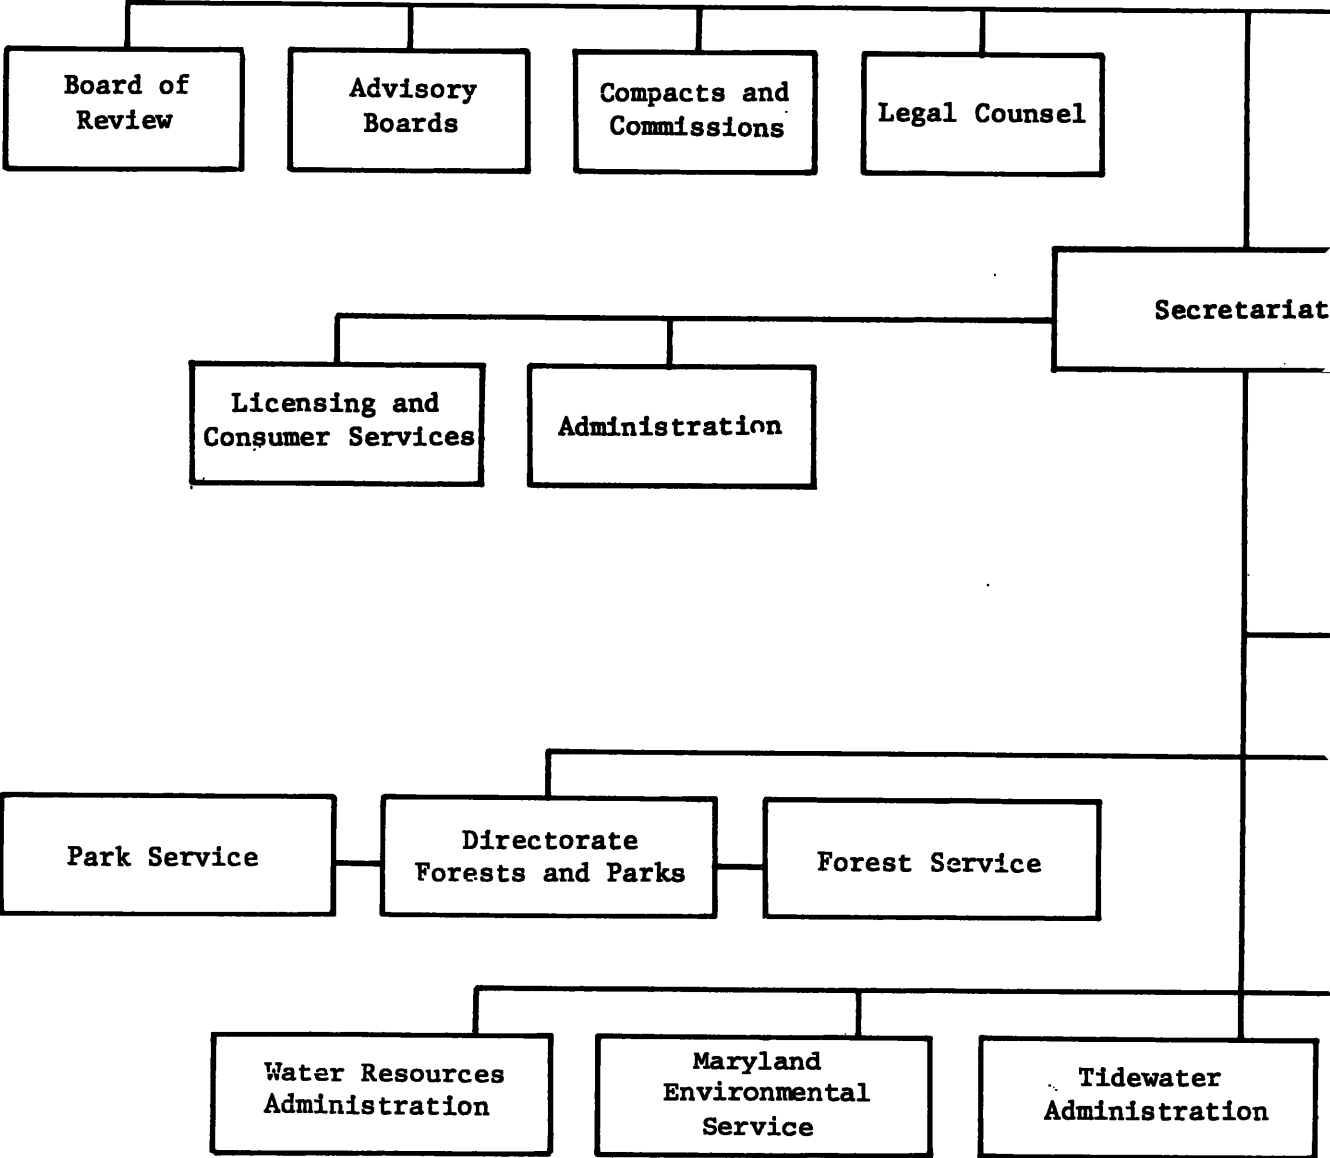 Board of
Review
Advisory
Boards
Compacts and
Commissions
Legal Counsel
Secretariat
Licensing and
Consumer Services
Administration
Park Service
Directorate
Forests and Parks
Forest Service
Water Resources
Administration
Maryland
Environmental
Service
Tidewater
Administration